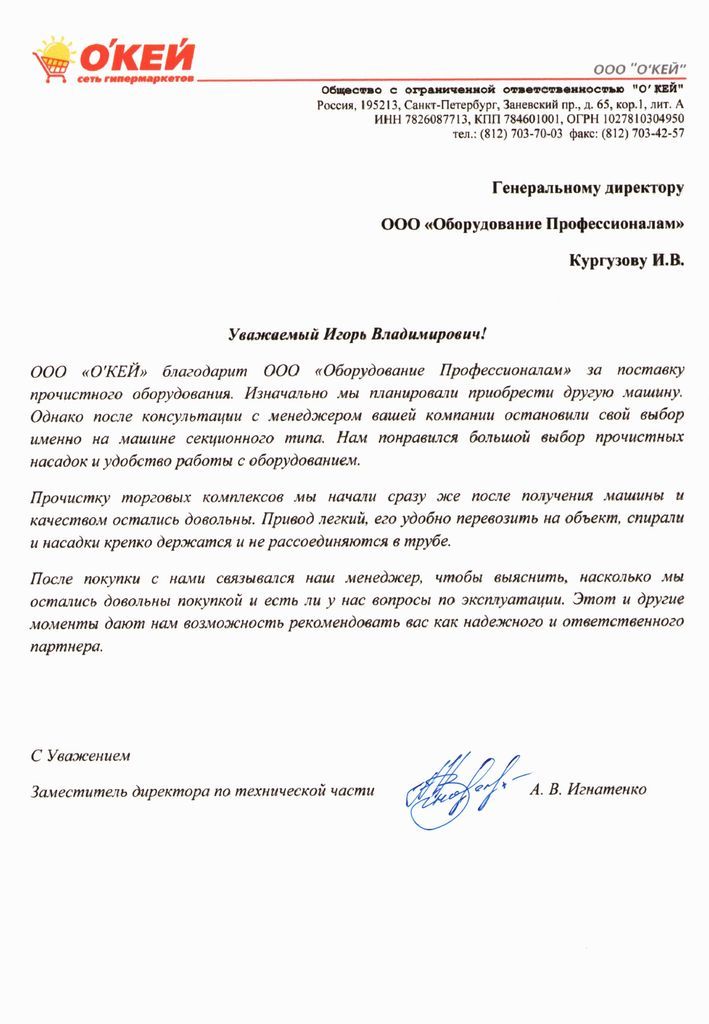 О'КЕЙ
сеть гипермаркетов
ООО "О'КЕЙ"
Общество с ограниченной ответственностью "О'КЕЙ"
Россия, 195213, Санкт-Петербург, Заневский пр., д. 65, кор.1, лит. А
ИНН 7826087713, КПП 784601001, ОГРН 1027810304950
тел.: (812) 703-70-03 факс: (812) 703-42-57
Генеральному директору
ООО «Оборудование Профессионалам»
Кургузову И.В.
Уважаемый Игорь Владимирович!
ООО «О'КЕЙ» благодарит ООО «Оборудование Профессионалам» за поставку
прочистного оборудования. Изначально мы планировали приобрести другую машину.
Однако после консультации с менеджером вашей компании остановили свой выбор
именно на машине секционного типа. Нам понравился большой выбор прочистных
насадок и удобство работы с оборудованием.
Прочистку торговых комплексов мы начали сразу же после получения машины и
качеством остались довольны. Привод легкий, его удобно перевозить на объект, спирали
и насадки крепко держатся и не рассоединяются в трубе.
После покупки с нами связывался наш менеджер, чтобы выяснить, насколько мы
остались довольны покупкой и есть ли у нас вопросы по эксплуатации. Этот и другие
моменты дают нам возможность рекомендовать вас как надежного и ответственного
партнера.
С Уважением
Заместитель директора по технической части
А. В. Игнатенко